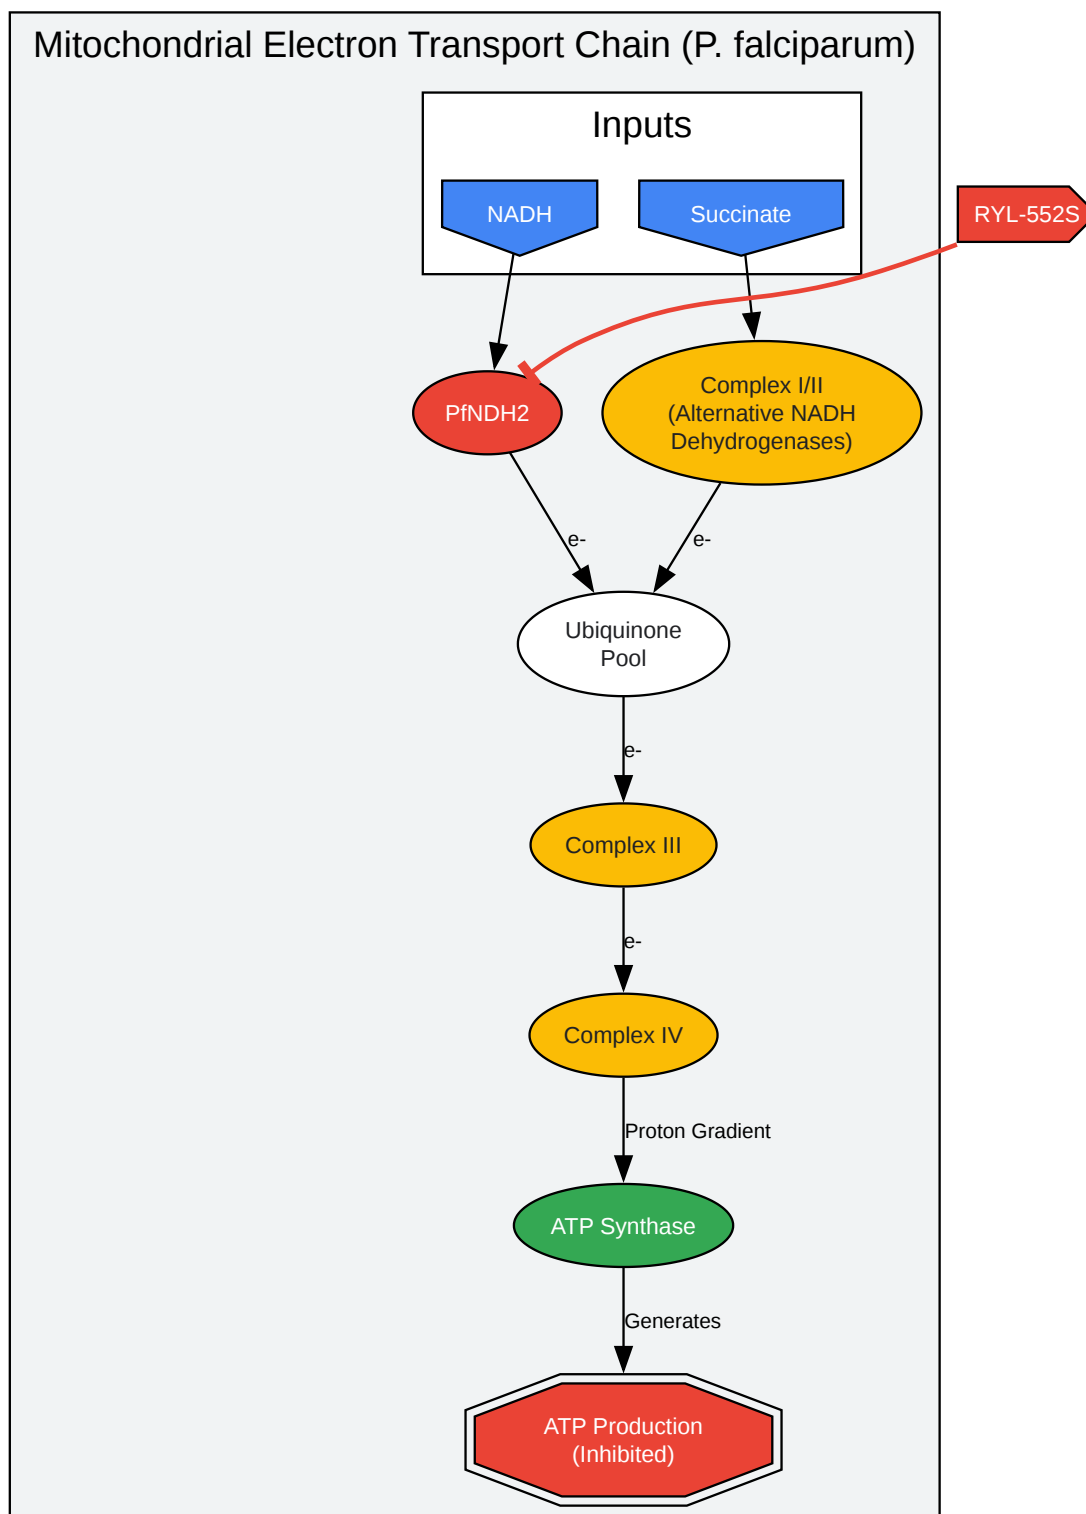 Mitochondrial Electron Transport Chain (P. falciparum)
Inputs
NADH
Succinate
RYL-552S
PfNDH2
Complex I/II
(Alternative NADH
Dehydrogenases)
e-
e-
Ubiquinone
Pool
e-
Complex III
e-
Complex IV
Proton Gradient
ATP Synthase
Generates
ATP Production
(Inhibited)